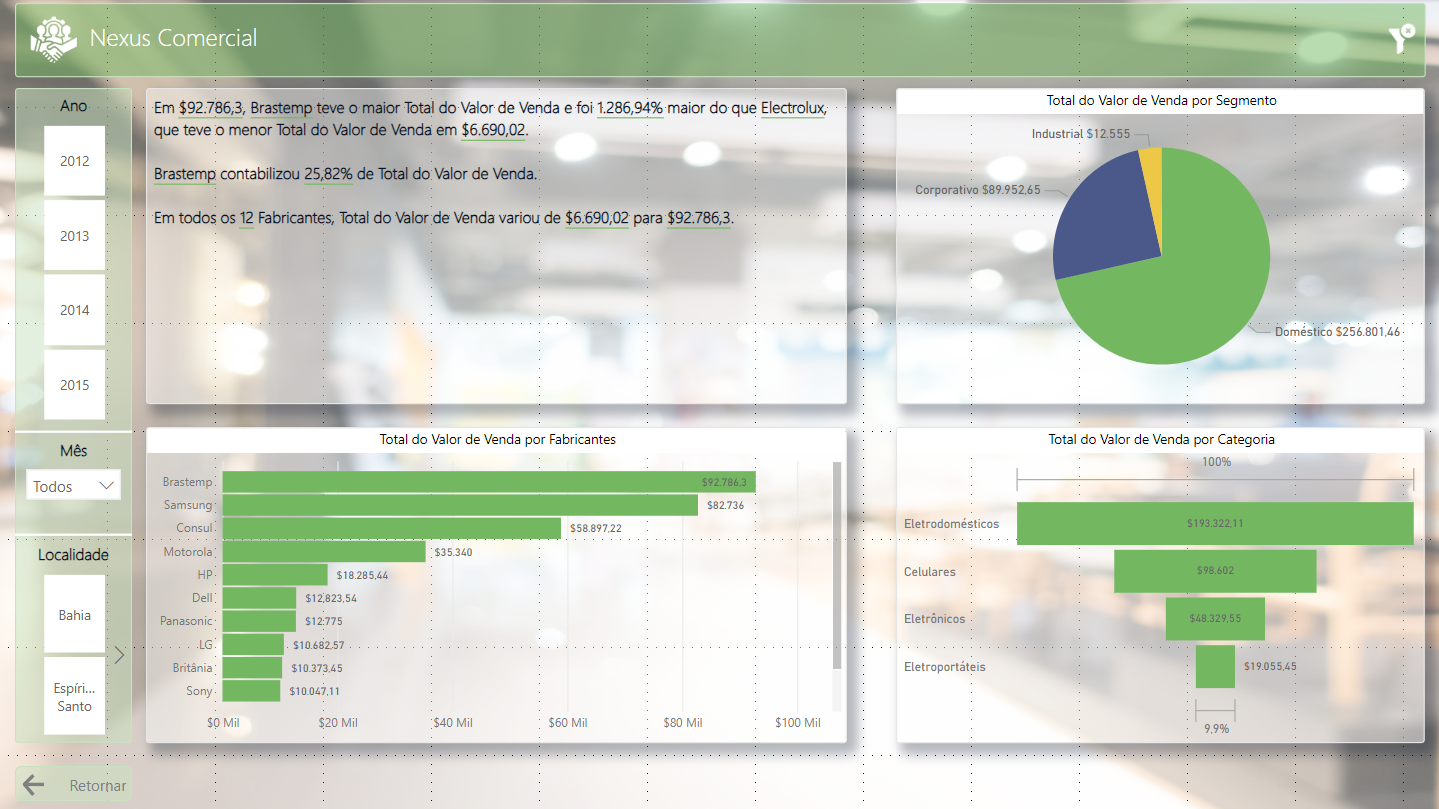 Nexus Comercial
Ano
2012
2013
2014
2015
Mês
Todos
Localidade
Bahia
Espíri...
Santo
Retornar
Em $92.786,3, Brastemp teve o maior Total do Valor de Venda e foi 1.286,94% maior do que Electrolux,
que teve o menor Total do Valor de Venda em $6.690,02.
Brastemp contabilizou 25,82% de Total do Valor de Venda.
Em todos os 12 Fabricantes, Total do Valor de Venda variou de $6.690,02 para $92.786,3.
Total do Valor de Venda por Segmento
Industrial $12.555
Corporativo $89.952,65
Doméstico $256.801,46
Total do Valor de Venda por Fabricantes
Brastemp $92.786,3
Samsung $82.736
Consul $58.897,22
Motorola $35.340
HP $18.285,44
Dell $12.823,54
Panasonic $12.775
LG $10.682,57
Britânia $10.373,45
Sony $10.047,11
$0 Mil $20 Mil $40 Mil $60 Mil $80 Mil $100 Mil
Total do Valor de Venda por Categoria
100%
Eletrodomésticos $193.322,11
Celulares $98.602
Eletrônicos $48.329,55
Eletroportáteis $19.055,45
9,9%